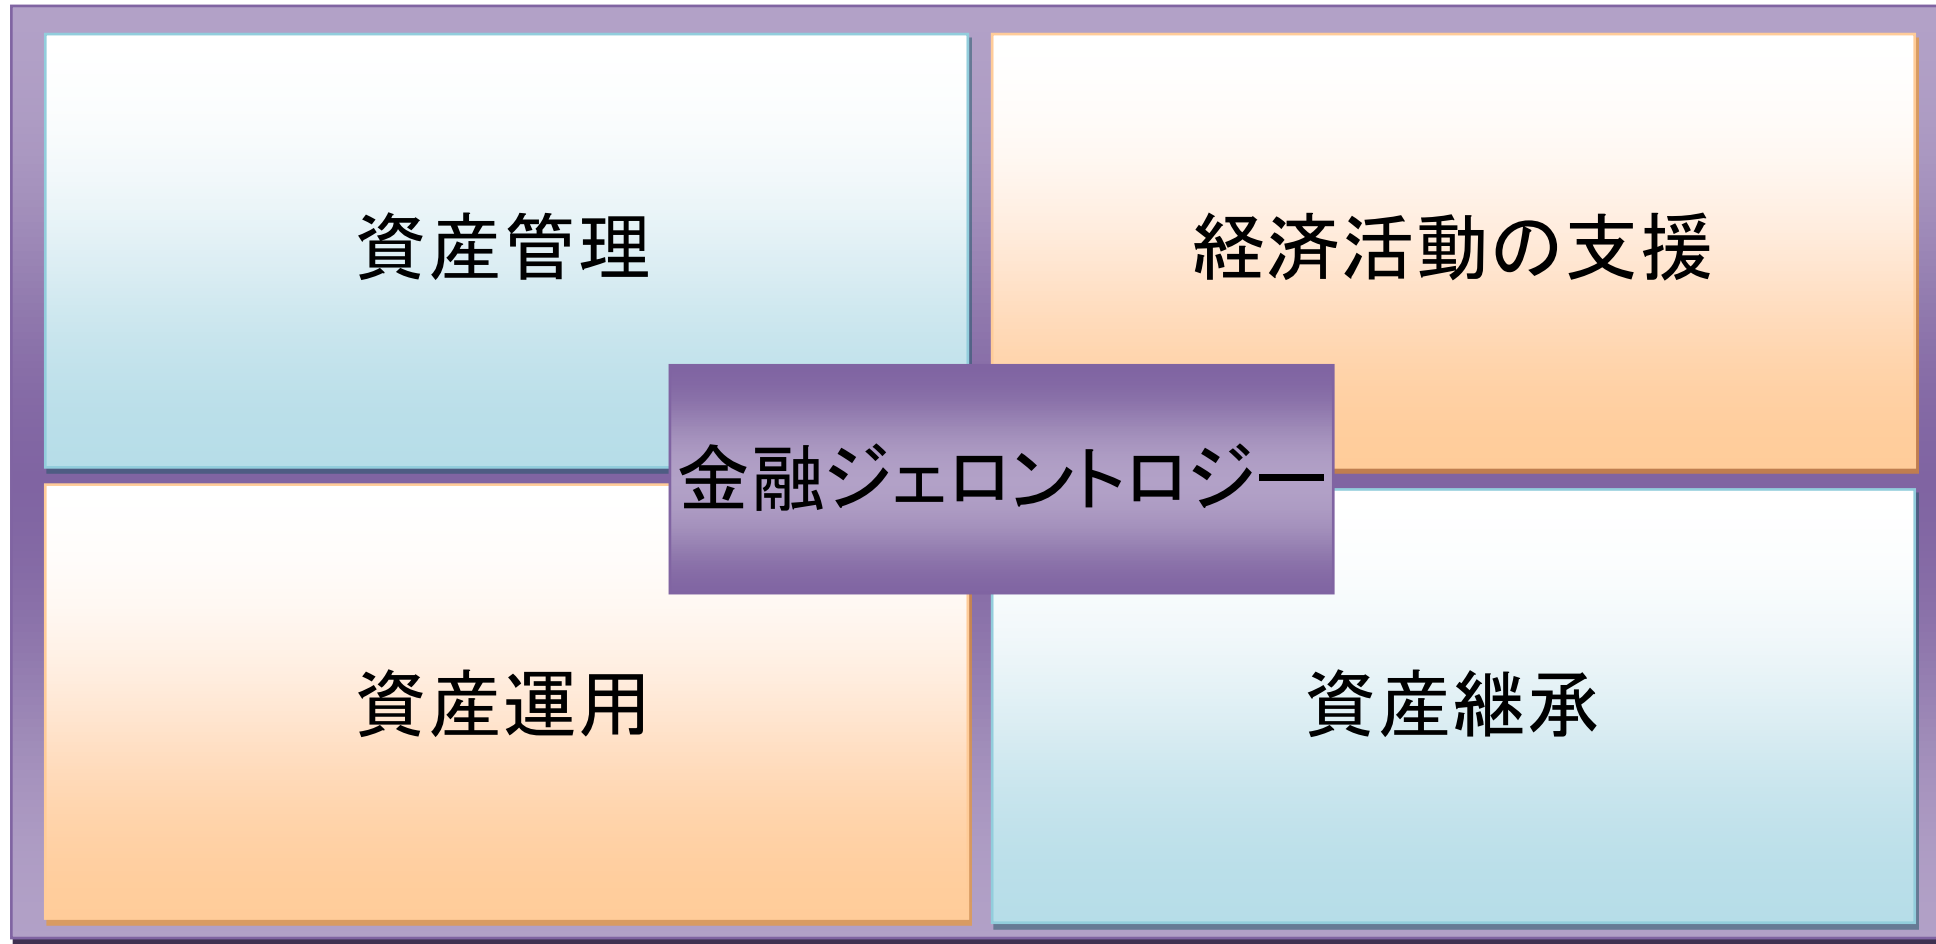 資産管理
経済活動の支援
金融ジェロントロジー
資産運用
資産継承